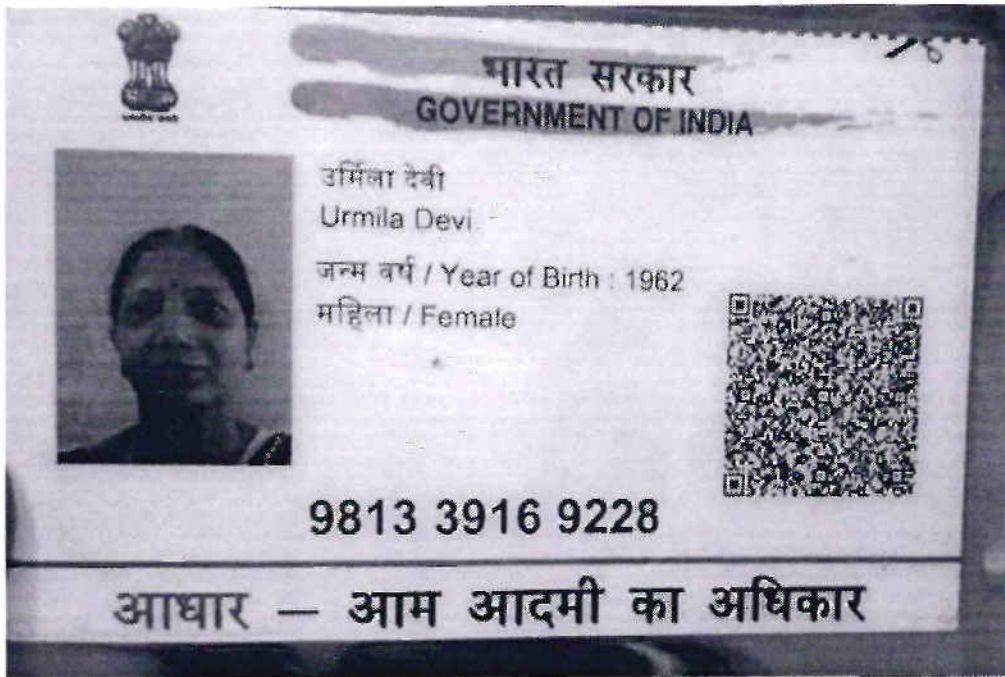 भारत सरकार
GOVERNMENT OF INDIA
उर्मिला देवी
Urmila Devi
जन्म वर्ष / Year of Birth : 1962
महिला / Female
9813 3916 9228
आधार — आम आदमी का अधिकार